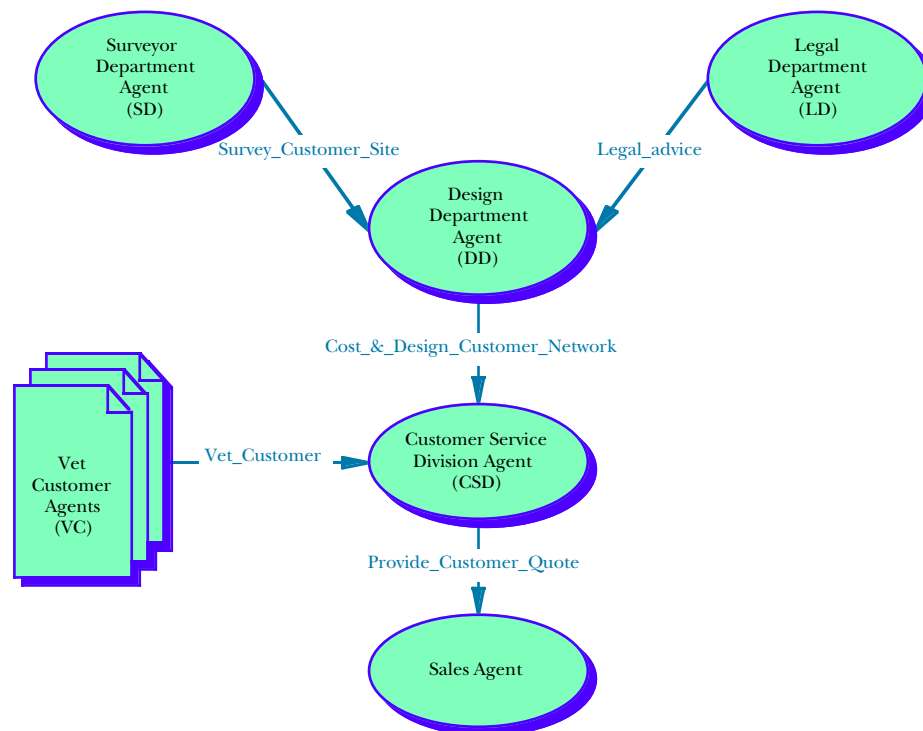 Surveyor
Department
Agent
(SD)
Legal
Department
Agent
(LD)
Survey_Customer_Site
Legal_advice
Design
Department
Agent
(DD)
Cost_&_Design_Customer_Network
Vet
Customer
Agents
(VC)
Vet_Customer
Customer Service
Division Agent
(CSD)
Provide_Customer_Quote
Sales Agent